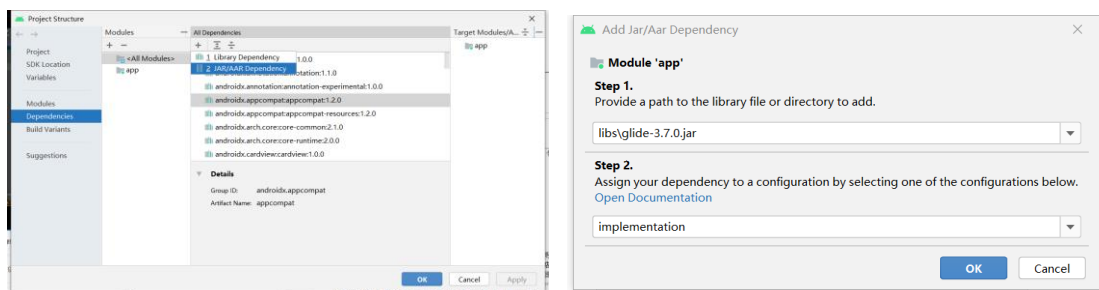 Project Structure
Project
SDK Location
Variables
Modules
Dependencies
Build Variants
Suggestions
Modules
<All Modules>
app
All Dependencies
1 Library Dependency
1.0.0
2 JAR/AAR Dependency
otation:1.1.0
androidx.annotation:annotation-experimental:1.0.0
androidx.appcompat:appcompat:1.2.0
androidx.appcompat:appcompat-resources:1.2.0
androidx.arch.core:core-common:2.1.0
androidx.arch.core:core-runtime:2.0.0
androidx.cardview:cardview:1.0.0
Details
Group ID: androidx.appcompat
Artifact Name: appcompat
Target Modules/A...
app
OK Cancel Apply
Add Jar/Aar Dependency
Module 'app'
Step 1.
Provide a path to the library file or directory to add.
libs\glide-3.7.0.jar
Step 2.
Assign your dependency to a configuration by selecting one of the configurations below.
Open Documentation
implementation
OK Cancel